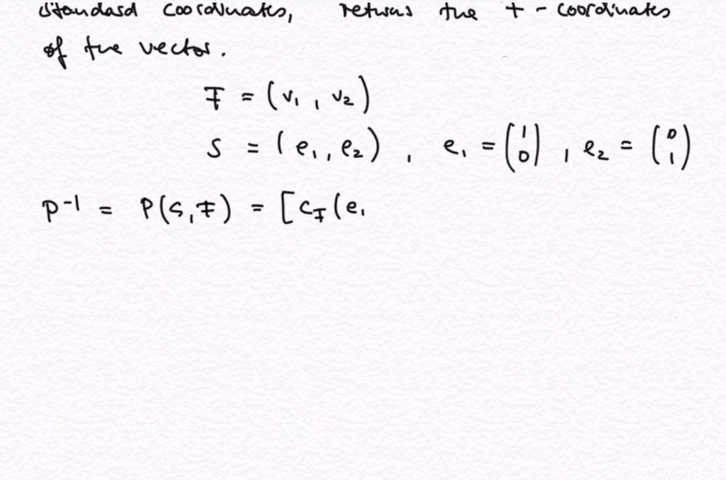 standard coordinates, returns the F - coordinates
of the vector.
F = (v₁, v₂)
S = (e₁, e₂), e₁ = (1 0), e₂ = (0 1)
P⁻¹ = P(S, F) = [C_F(e₁